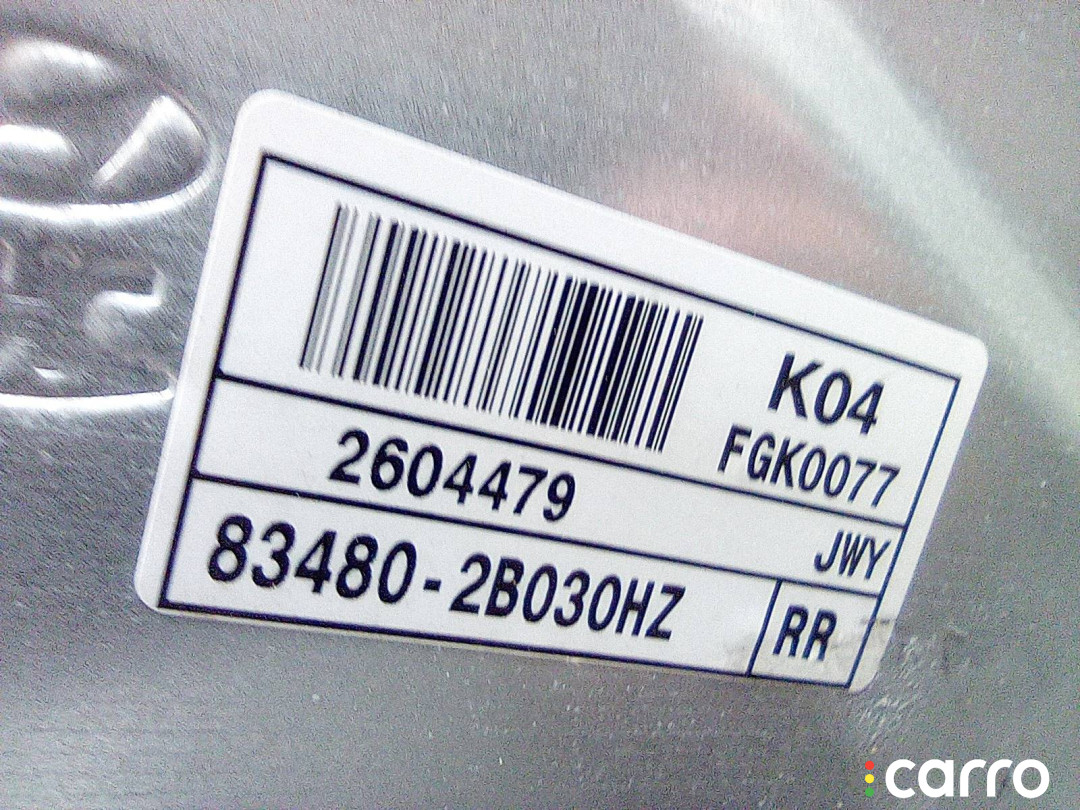 K04
FGK0077
2604479
JWY
83480-2B030HZ
RR
carro